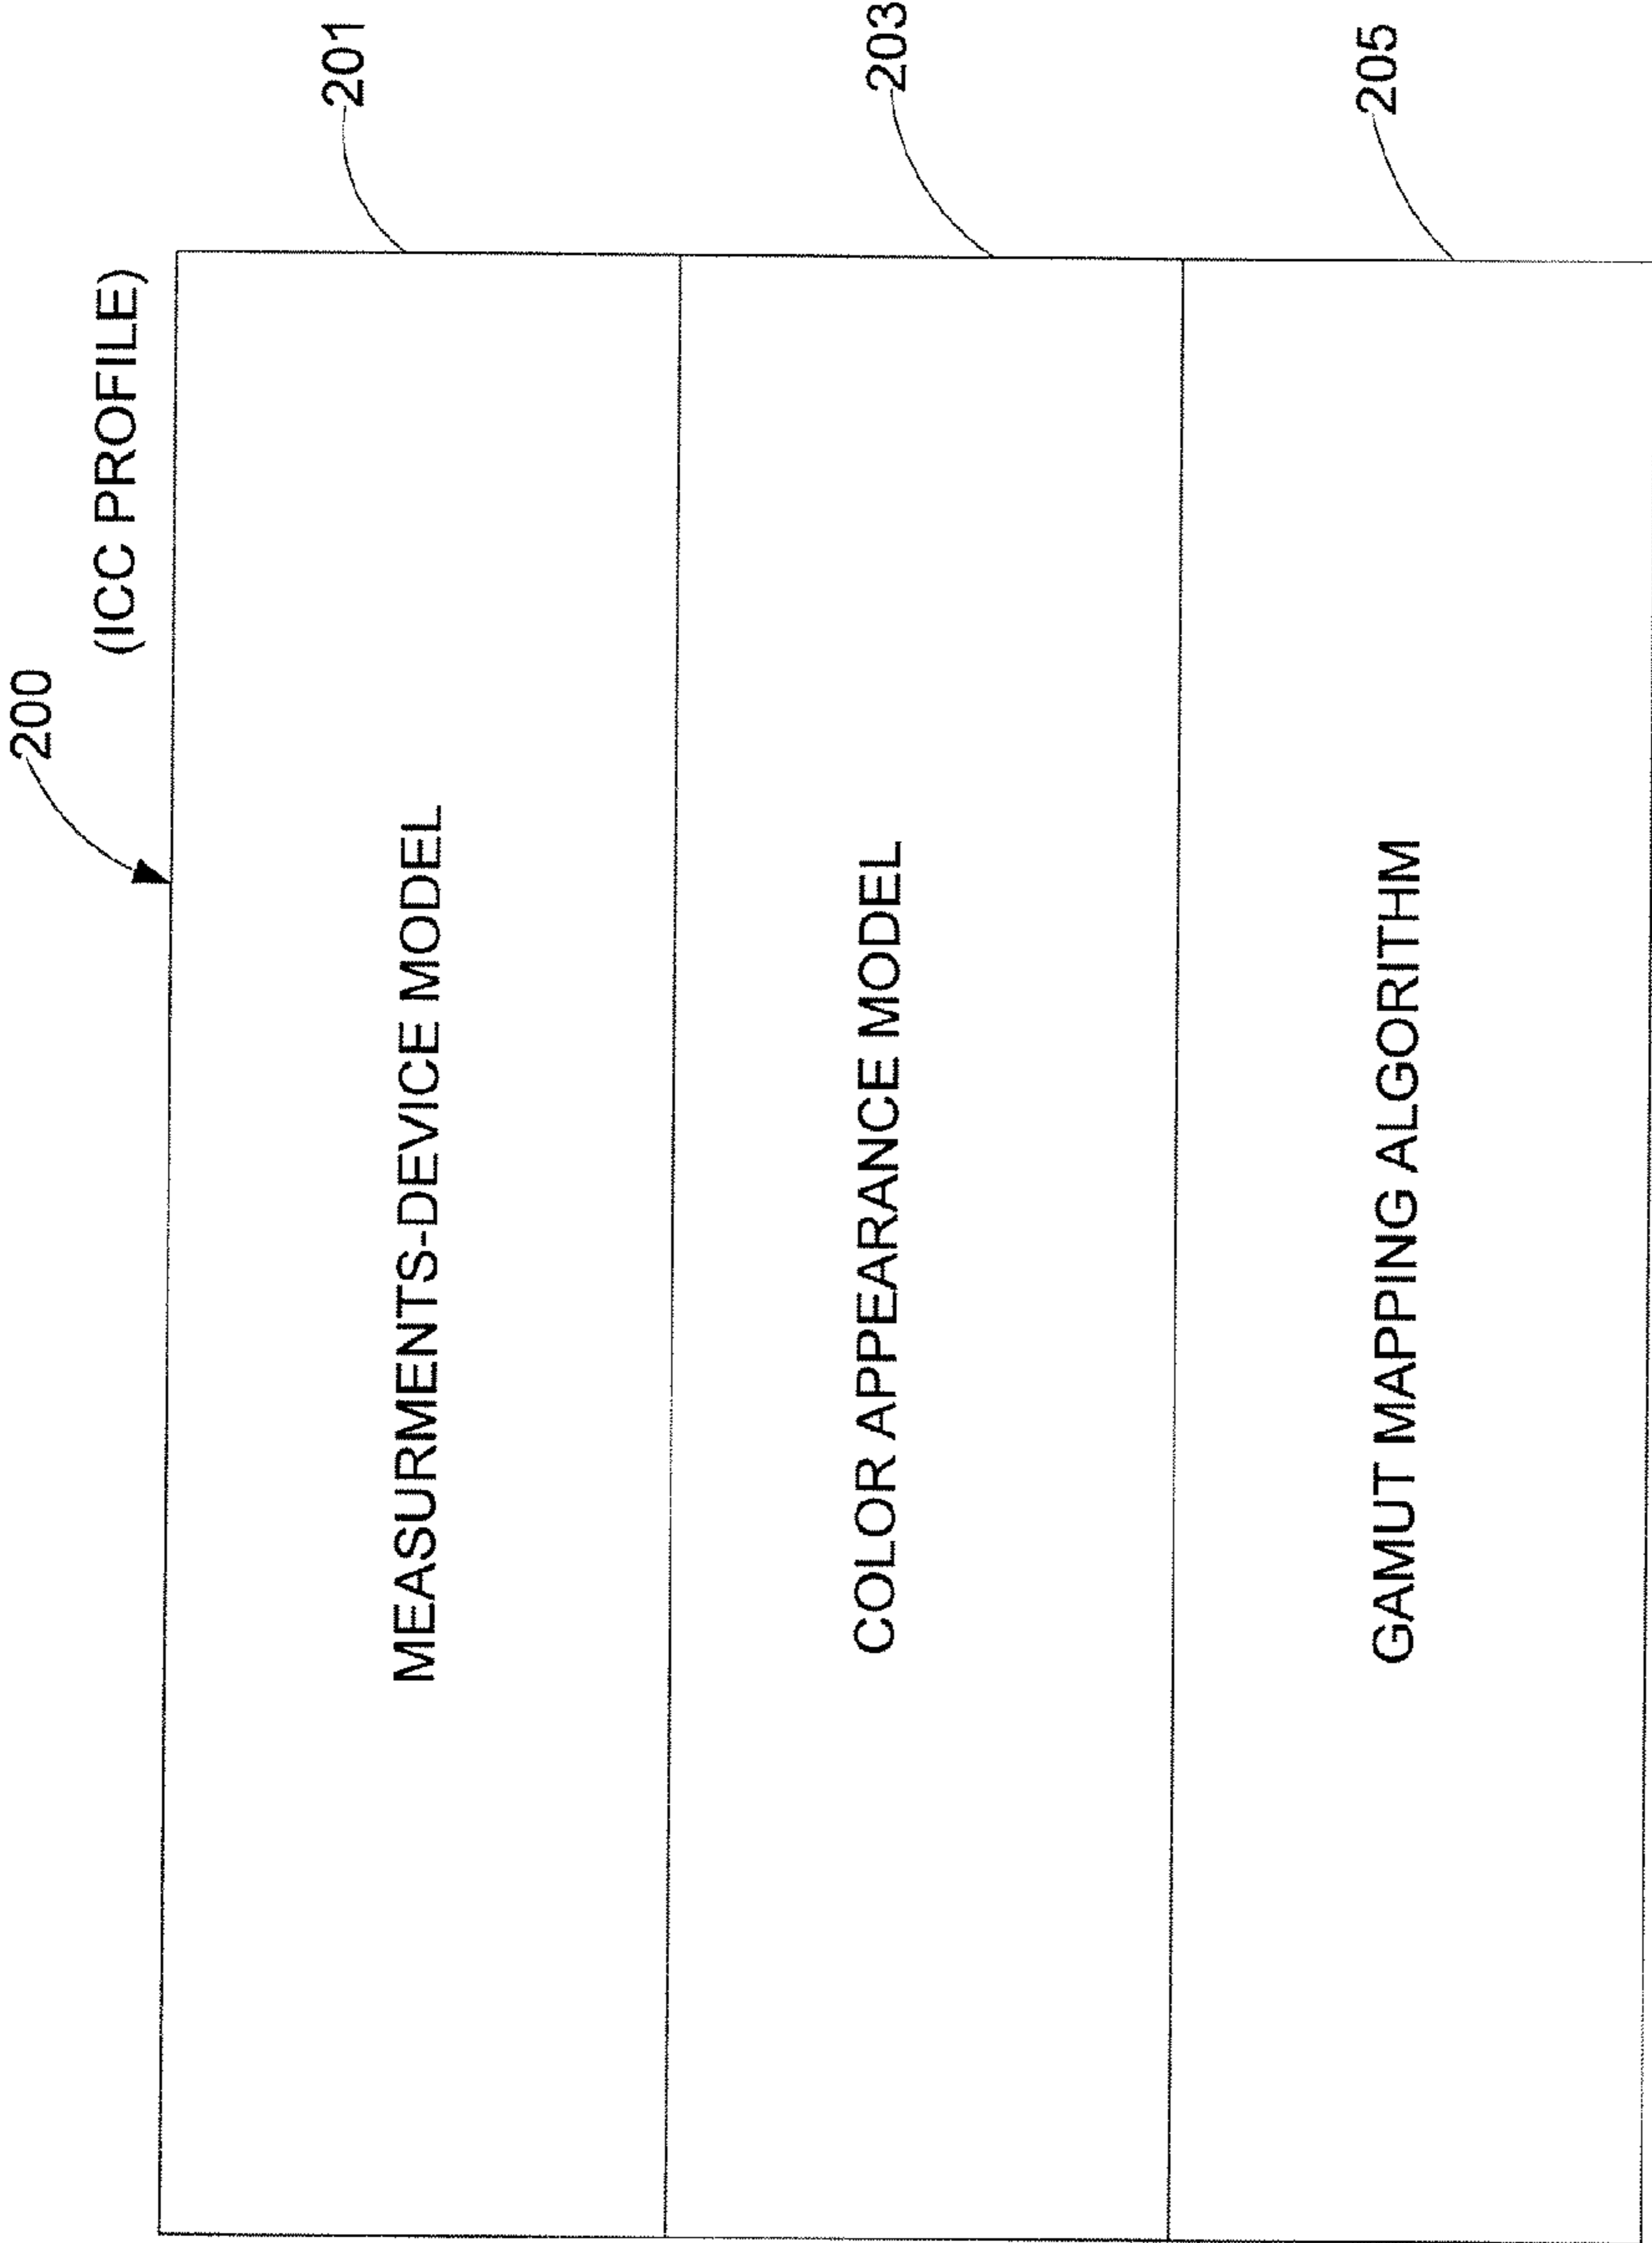 200
(ICC PROFILE)
MEASURMENTS-DEVICE MODEL
201
COLOR APPEARANCE MODEL
203
GAMUT MAPPING ALGORITHM
205